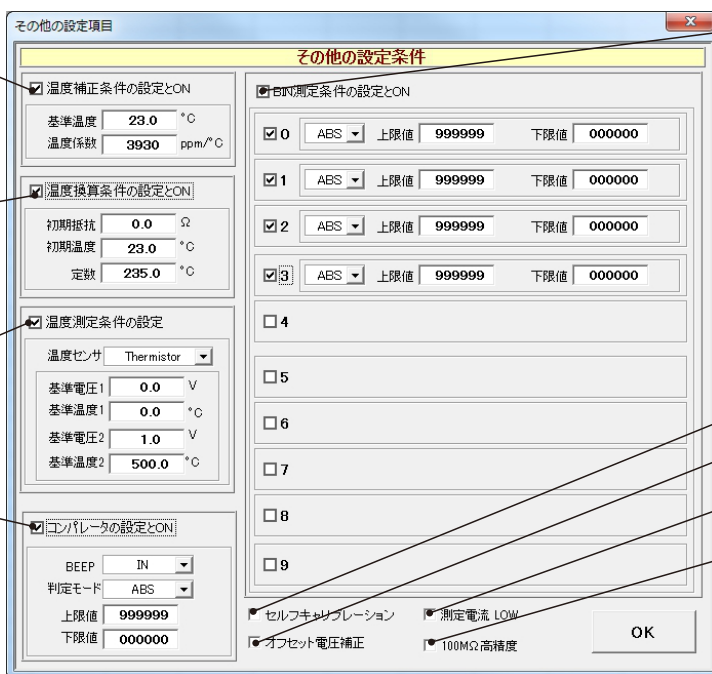 その他の設定項目
その他の設定条件
温度補正条件の設定とON
基準温度 23.0 °C
温度係数 3930 ppm/°C
温度換算条件の設定とON
初期抵抗 0.0 Ω
初期温度 23.0 °C
定数 235.0 °C
温度測定条件の設定
温度センサ Thermistor
基準電圧1 0.0 V
基準温度1 0.0 °C
基準電圧2 1.0 V
基準温度2 500.0 °C
コンパレータの設定とON
BEEP IN
判定モード ABS
上限値 999999
下限値 000000
BIN測定条件の設定とON
0 ABS 上限値 999999 下限値 000000
1 ABS 上限値 999999 下限値 000000
2 ABS 上限値 999999 下限値 000000
3 ABS 上限値 999999 下限値 000000
4
5
6
7
8
9
セルフキャリブレーション
測定電流 LOW
オフセット電圧補正
100MΩ高精度
OK